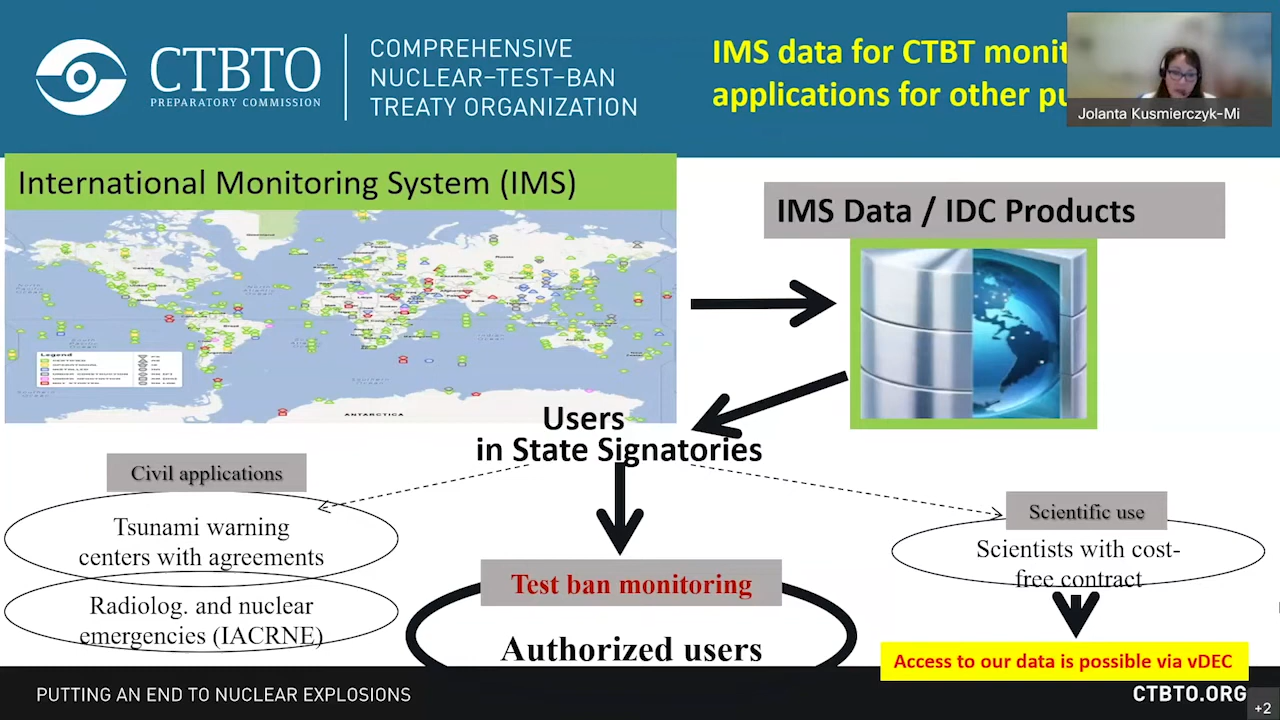 CTBTO
PREPARATORY COMMISSION
COMPREHENSIVE
NUCLEAR–TEST–BAN
TREATY ORGANIZATION
IMS data for CTBT
applications for other
Jolanta Kusmierczyk-Mi
International Monitoring System (IMS)
Legend
ANTARCTICA
IMS Data / IDC Products
Users
in State Signatories
Civil applications
Tsunami warning
centers with agreements
Radiolog. and nuclear
emergencies (IACRNE)
Test ban monitoring
Authorized users
Scientific use
Scientists with cost-
free contract
Access to our data is possible via vDEC
PUTTING AN END TO NUCLEAR EXPLOSIONS
CTBTO.ORG
+2